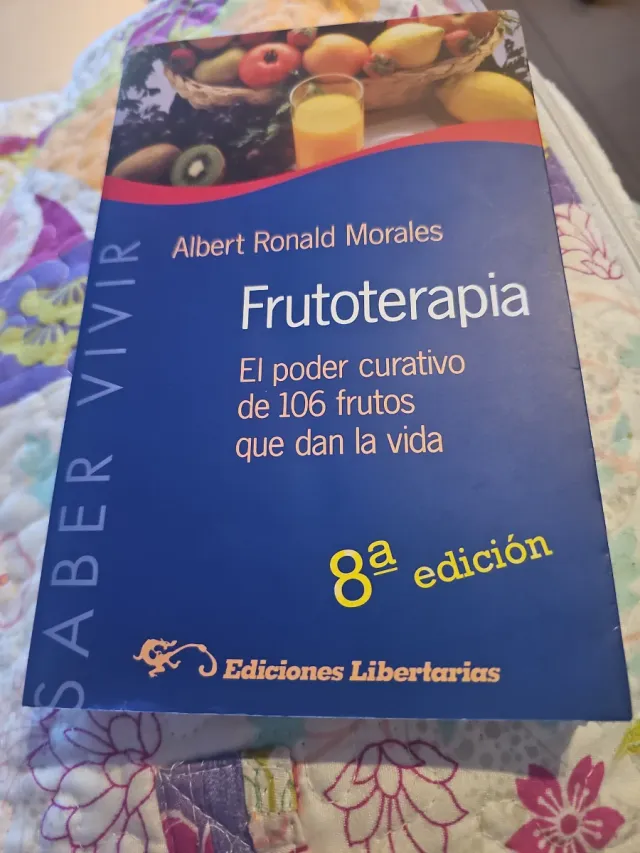 Albert Ronald Morales
Frutoterapia
El poder curativo
de 106 frutos
que dan la vida
8ª edición
Ediciones Libertarias
SABER VIVIR